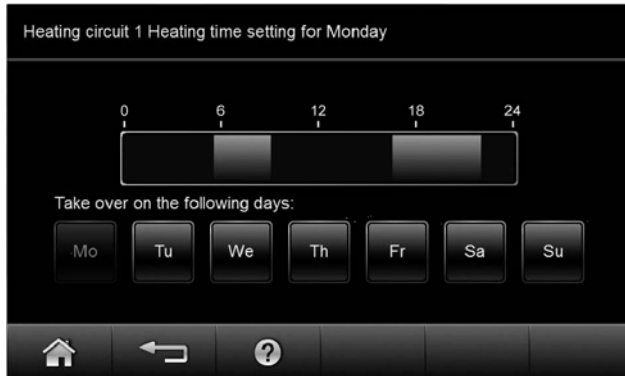 Heating circuit 1 Heating time setting for Monday
0 6 12 18 24
Take over on the following days:
Mo Tu We Th Fr Sa Su
?